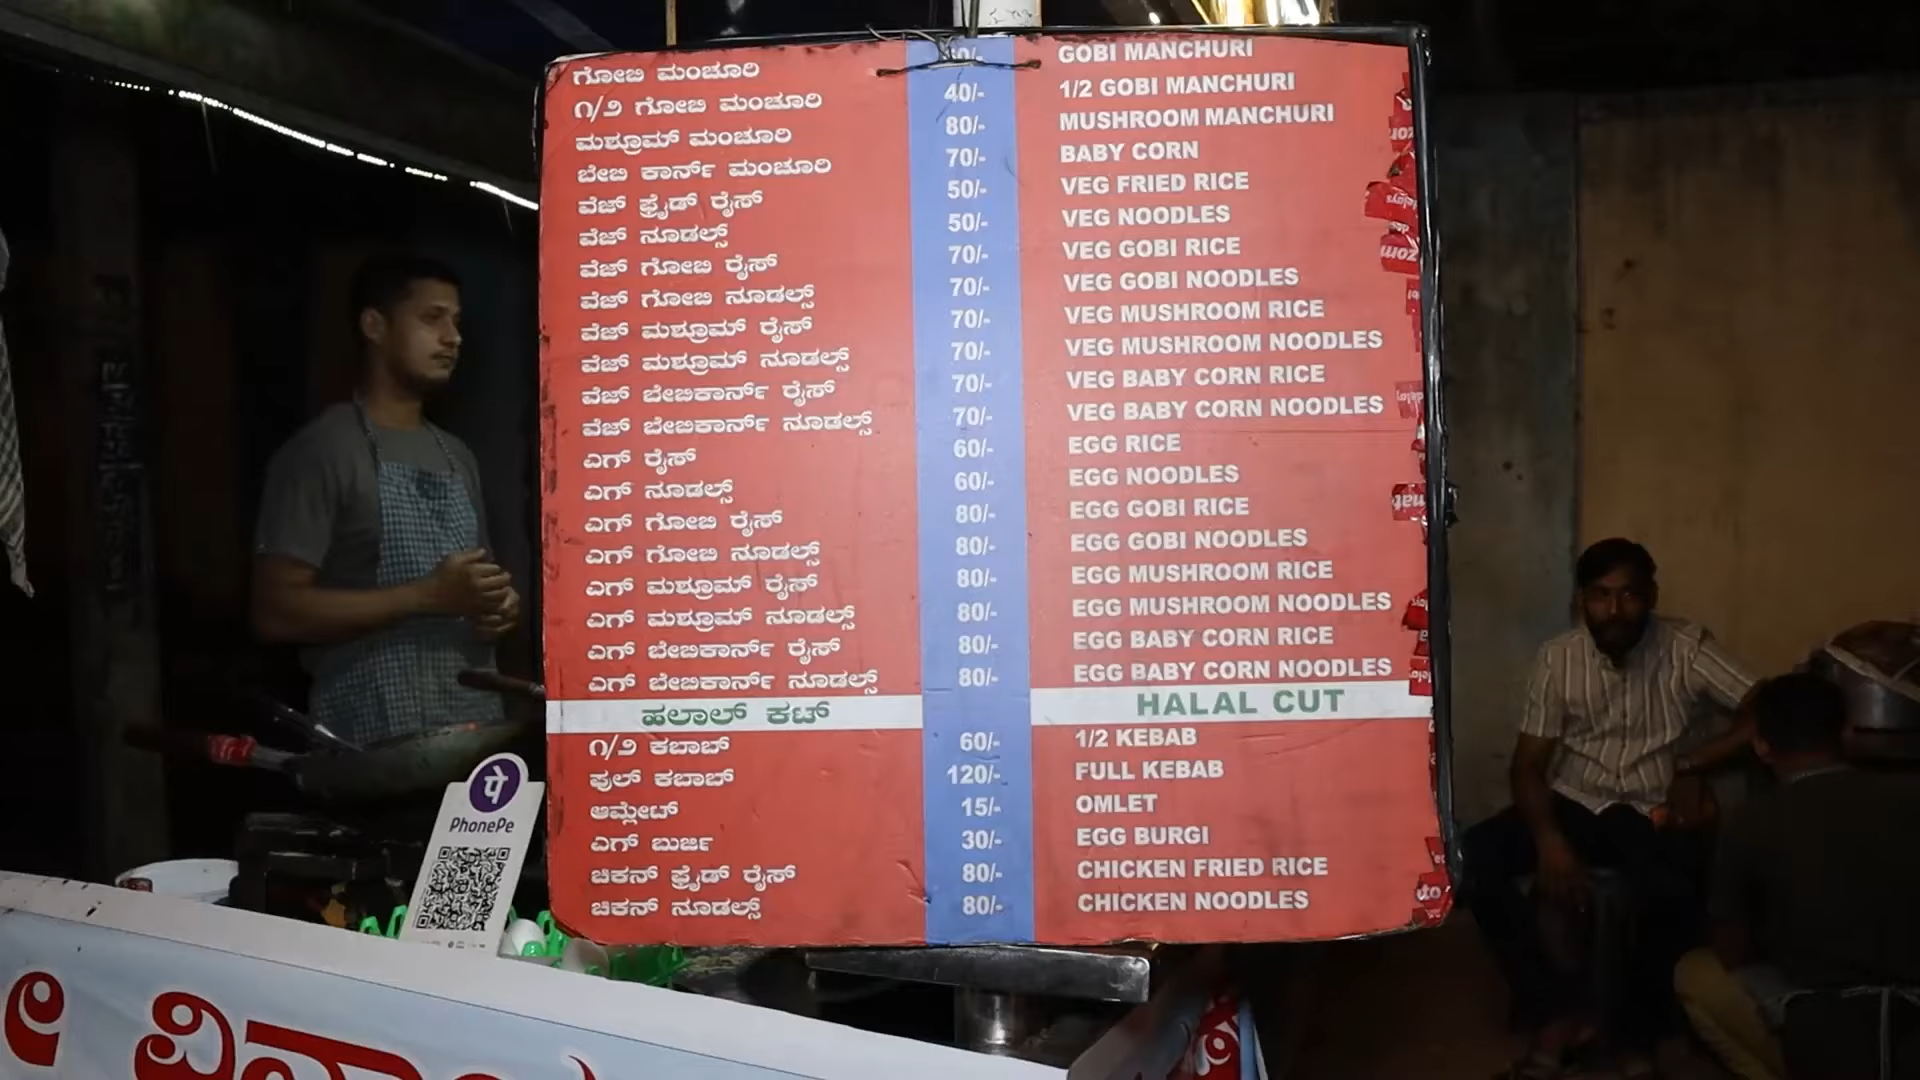 ಗೋಬಿ ಮಂಚೂರಿ GOBI MANCHURI
೧/೨ ಗೋಬಿ ಮಂಚೂರಿ 40/- 1/2 GOBI MANCHURI
ಮಶ್ರೂಮ್ ಮಂಚೂರಿ 80/- MUSHROOM MANCHURI
ಬೇಬಿ ಕಾರ್ನ್ ಮಂಚೂರಿ 70/- BABY CORN
ವೆಜ್ ಫ್ರೈಡ್ ರೈಸ್ 50/- VEG FRIED RICE
ವೆಜ್ ನೂಡಲ್ಸ್ 50/- VEG NOODLES
ವೆಜ್ ಗೋಬಿ ರೈಸ್ 70/- VEG GOBI RICE
ವೆಜ್ ಗೋಬಿ ನೂಡಲ್ಸ್ 70/- VEG GOBI NOODLES
ವೆಜ್ ಮಶ್ರೂಮ್ ರೈಸ್ 70/- VEG MUSHROOM RICE
ವೆಜ್ ಮಶ್ರೂಮ್ ನೂಡಲ್ಸ್ 70/- VEG MUSHROOM NOODLES
ವೆಜ್ ಬೇಬಿಕಾರ್ನ್ ರೈಸ್ 70/- VEG BABY CORN RICE
ವೆಜ್ ಬೇಬಿಕಾರ್ನ್ ನೂಡಲ್ಸ್ 70/- VEG BABY CORN NOODLES
ಎಗ್ ರೈಸ್ 60/- EGG RICE
ಎಗ್ ನೂಡಲ್ಸ್ 60/- EGG NOODLES
ಎಗ್ ಗೋಬಿ ರೈಸ್ 80/- EGG GOBI RICE
ಎಗ್ ಗೋಬಿ ನೂಡಲ್ಸ್ 80/- EGG GOBI NOODLES
ಎಗ್ ಮಶ್ರೂಮ್ ರೈಸ್ 80/- EGG MUSHROOM RICE
ಎಗ್ ಮಶ್ರೂಮ್ ನೂಡಲ್ಸ್ 80/- EGG MUSHROOM NOODLES
ಎಗ್ ಬೇಬಿಕಾರ್ನ್ ರೈಸ್ 80/- EGG BABY CORN RICE
ಎಗ್ ಬೇಬಿಕಾರ್ನ್ ನೂಡಲ್ಸ್ 80/- EGG BABY CORN NOODLES
ಹಲಾಲ್ ಕಟ್ HALAL CUT
೧/೨ ಕಬಾಬ್ 60/- 1/2 KEBAB
ಫುಲ್ ಕಬಾಬ್ 120/- FULL KEBAB
ಆಮ್ಲೇಟ್ 15/- OMLET
ಎಗ್ ಬುರ್ಜಿ 30/- EGG BURGI
ಚಿಕನ್ ಫ್ರೈಡ್ ರೈಸ್ 80/- CHICKEN FRIED RICE
ಚಿಕನ್ ನೂಡಲ್ಸ್ 80/- CHICKEN NOODLES
पे
PhonePe